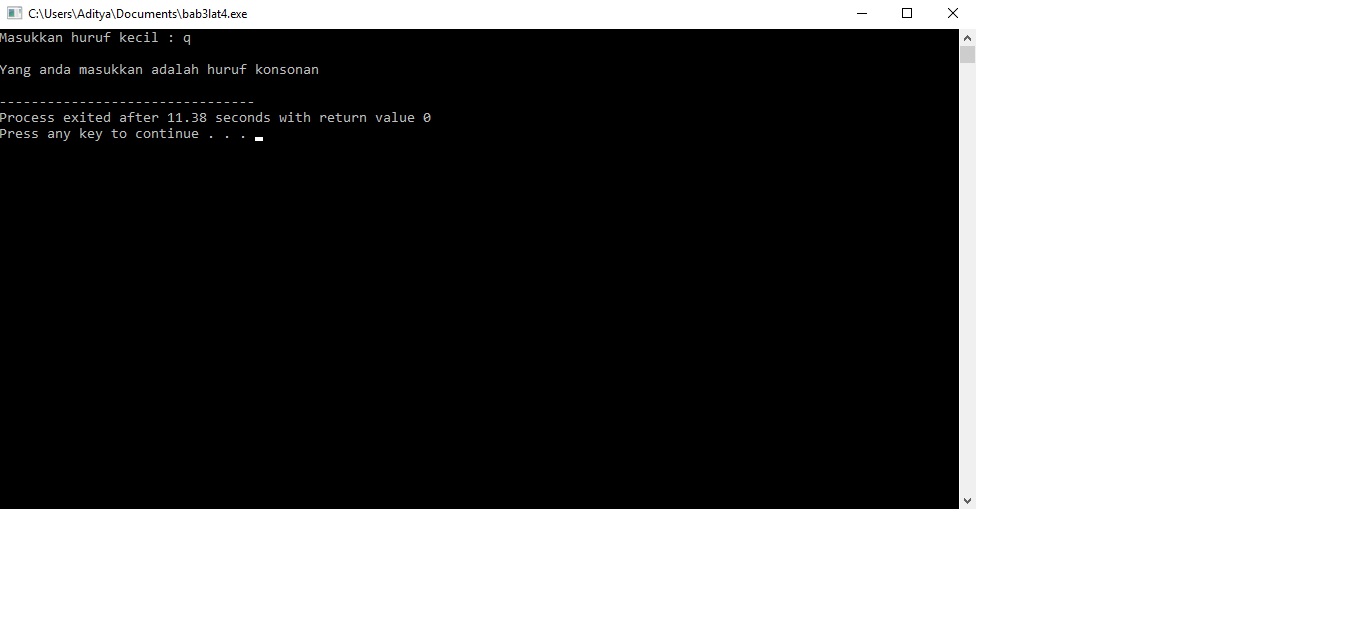 C:\Users\Aditya\Documents\bab3lat4.exe
Masukkan huruf kecil : q
Yang anda masukkan adalah huruf konsonan
--------------------------------
Process exited after 11.38 seconds with return value 0
Press any key to continue . . .